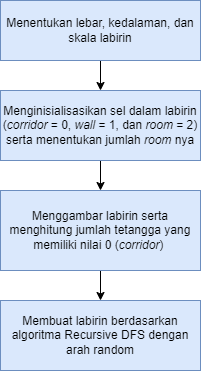 Menentukan lebar, kedalaman, dan
skala labirin
Menginisialisasikan sel dalam labirin
(corridor = 0, wall = 1, dan room = 2)
serta menentukan jumlah room nya
Menggambar labirin serta
menghitung jumlah tetangga yang
memiliki nilai 0 (corridor)
Membuat labirin berdasarkan
algoritma Recursive DFS dengan
arah random